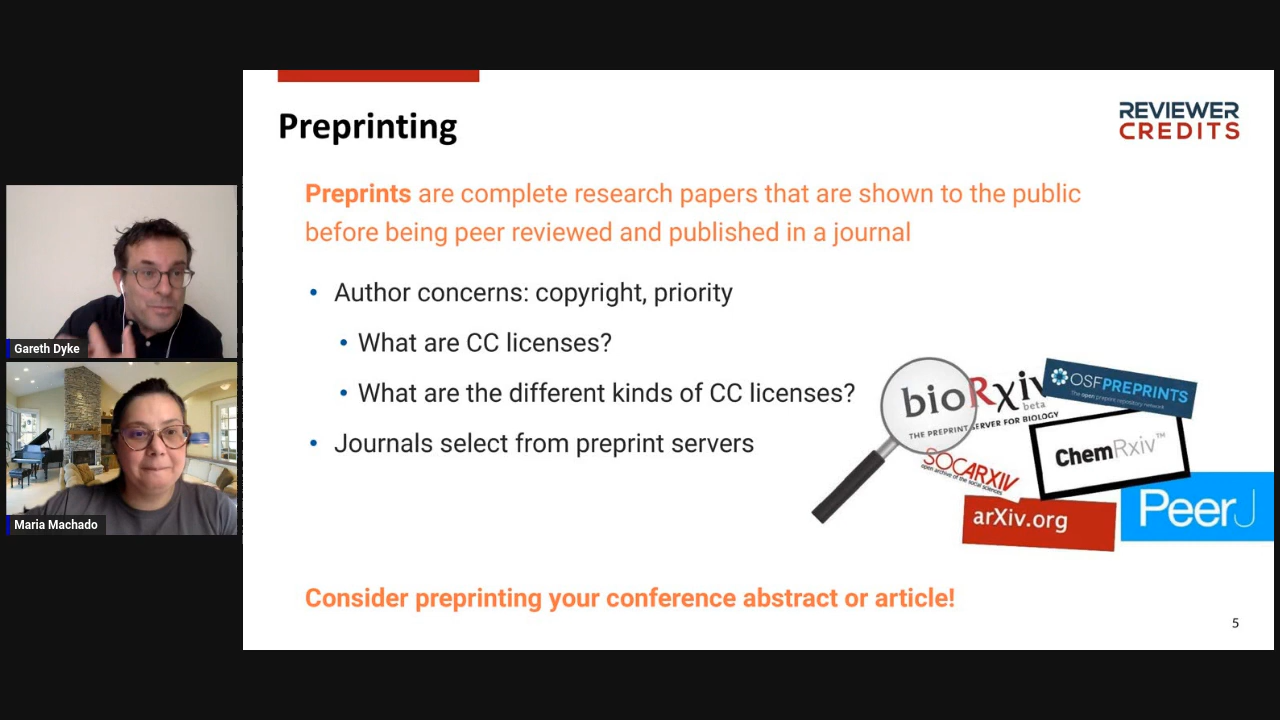 Preprinting
REVIEWER
CREDITS
Preprints are complete research papers that are shown to the public
before being peer reviewed and published in a journal
• Author concerns: copyright, priority
• What are CC licenses?
• What are the different kinds of CC licenses?
• Journals select from preprint servers
bioRxiv
beta
THE PREPRINT SERVER FOR BIOLOGY
OSFPREPRINTS
The open preprint repository network
ChemRxiv™
SOCARXIV
open archive of the social sciences
arXiv.org
PeerJ
Consider preprinting your conference abstract or article!
5
Gareth Dyke
Maria Machado